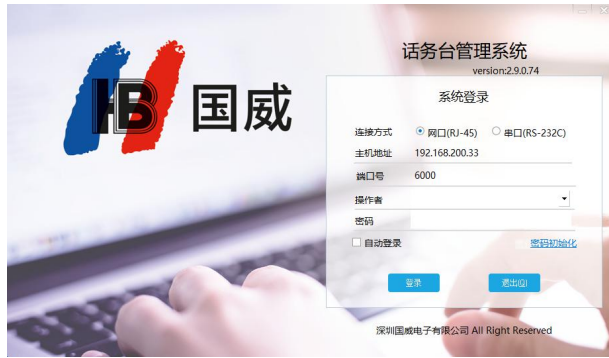 HB 国威
话务台管理系统
version:2.9.0.74
系统登录
连接方式 网口(RJ-45) 串口(RS-232C)
主机地址 192.168.200.33
端口号 6000
操作者
密码
自动登录 密码初始化
登录 退出(Q)
深圳国威电子有限公司 All Right Reserved